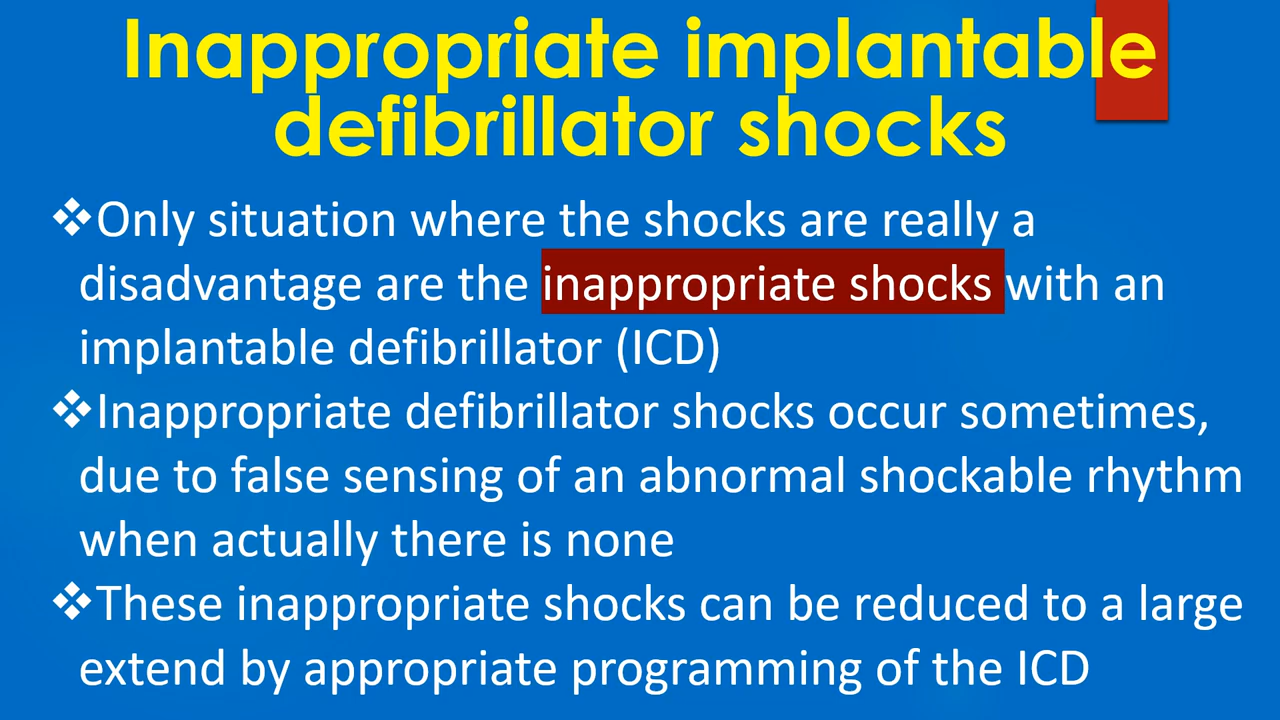 Inappropriate implantable
defibrillator shocks
❖Only situation where the shocks are really a
disadvantage are the inappropriate shocks with an
implantable defibrillator (ICD)
❖Inappropriate defibrillator shocks occur sometimes,
due to false sensing of an abnormal shockable rhythm
when actually there is none
❖These inappropriate shocks can be reduced to a large
extend by appropriate programming of the ICD